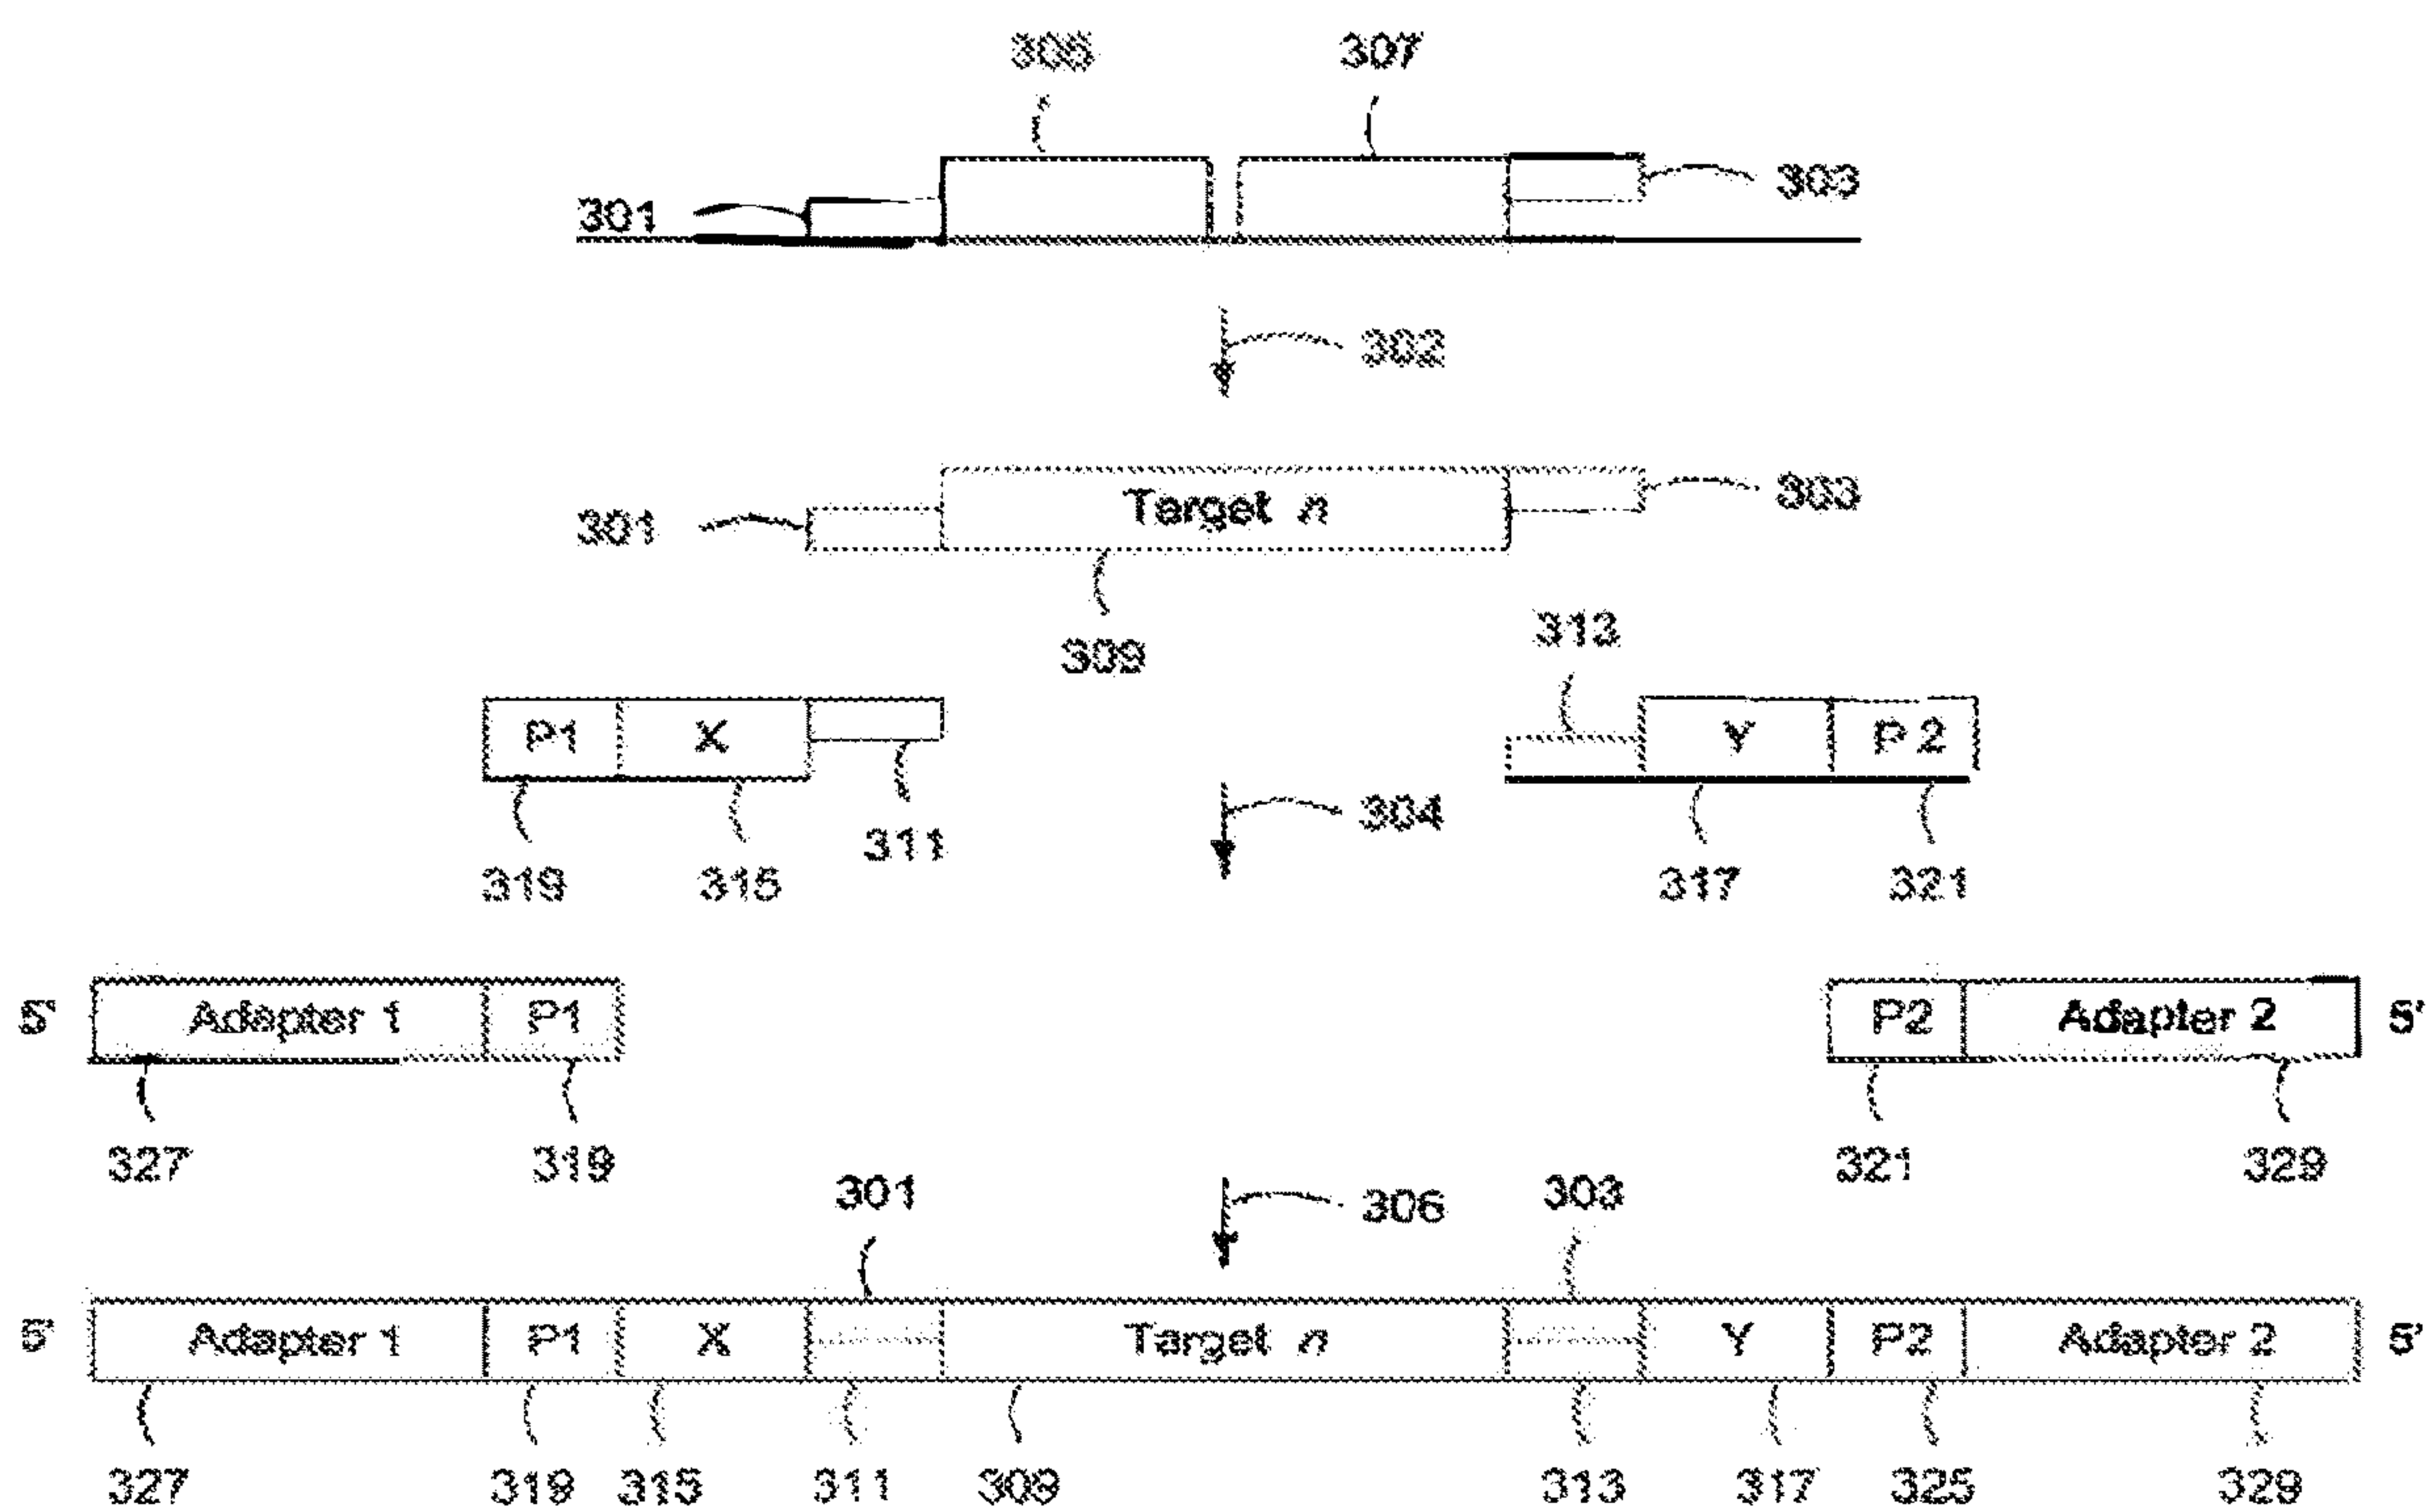 305 307
301 303
302
Target n
301 303
309
313
P1 X Y P2
304
311
319 315 317 321
5' Adapter 1 P1 P2 Adapter 2 5'
327 319 321 329
301 306 303
5' Adapter 1 P1 X Target n Y P2 Adapter 2 5'
327 319 315 311 309 313 317 325 329